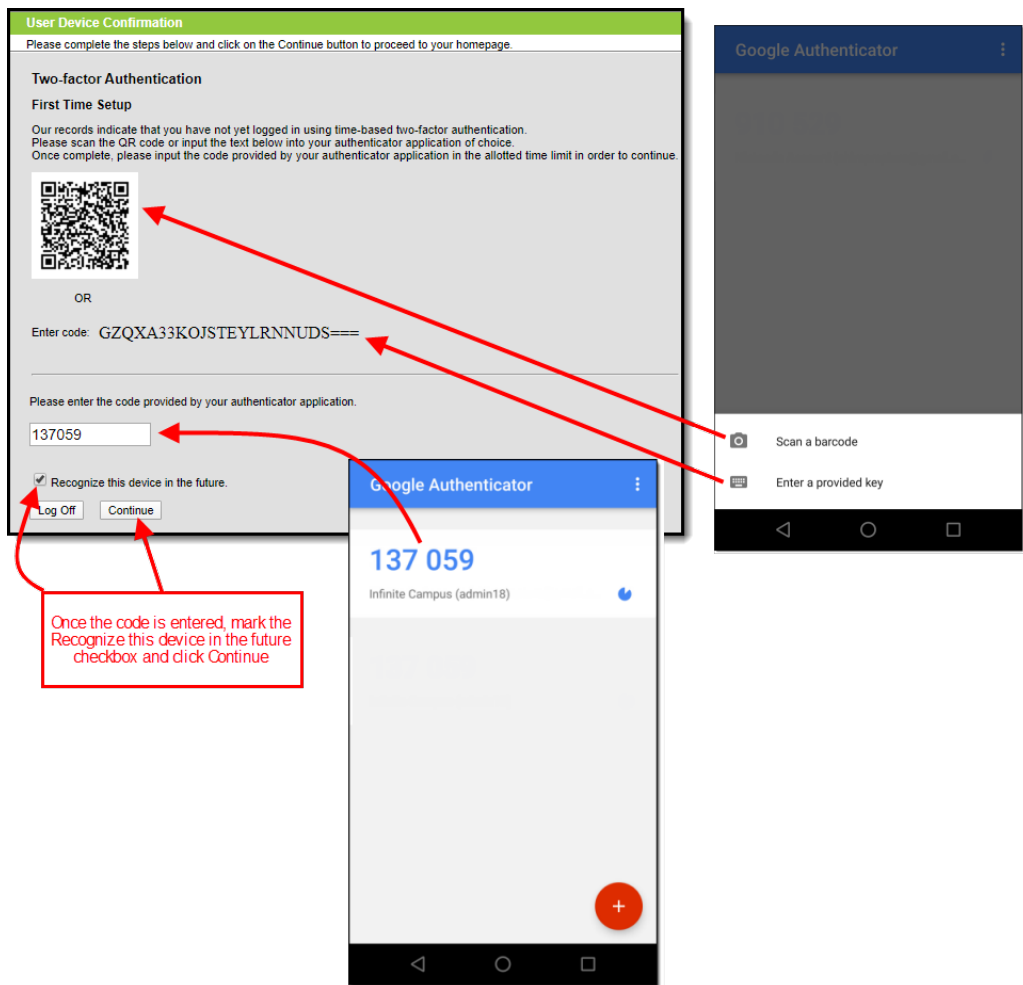 User Device Confirmation
Please complete the steps below and click on the Continue button to proceed to your homepage.
Two-factor Authentication
First Time Setup
Our records indicate that you have not yet logged in using time-based two-factor authentication.
Please scan the QR code or input the text below into your authenticator application of choice.
Once complete, please input the code provided by your authenticator application in the allotted time limit in order to continue.
OR
Enter code: GZQXA33KOJSTEYLRNNUDS===
Please enter the code provided by your authenticator application.
137059
Recognize this device in the future.
Log Off Continue
Once the code is entered, mark the
Recognize this device in the future
checkbox and click Continue
Google Authenticator
Scan a barcode
Enter a provided key
Google Authenticator
137 059
Infinite Campus (admin18)
+